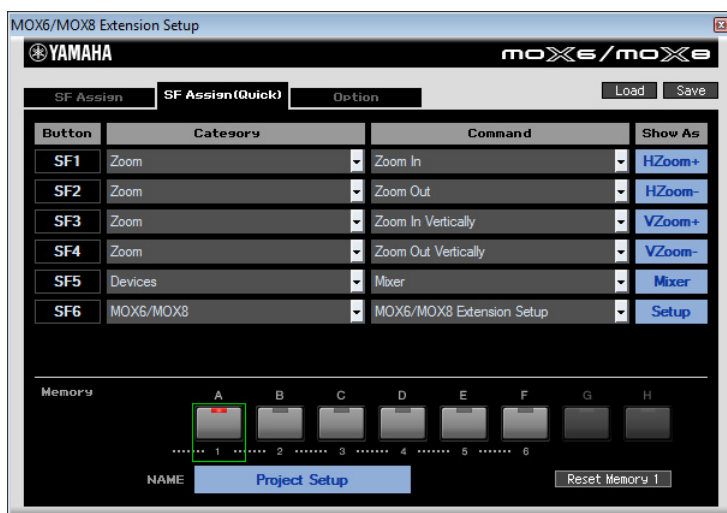 MOX6/MOX8 Extension Setup
YAMAHA moX6/moX8
SF Assign SF Assign(Quick) Option Load Save
Button Category Command Show As
SF1 Zoom Zoom In HZoom+
SF2 Zoom Zoom Out HZoom-
SF3 Zoom Zoom In Vertically VZoom+
SF4 Zoom Zoom Out Vertically VZoom-
SF5 Devices Mixer Mixer
SF6 MOX6/MOX8 MOX6/MOX8 Extension Setup Setup
Memory A B C D E F G H
1 2 3 4 5 6
NAME Project Setup Reset Memory 1